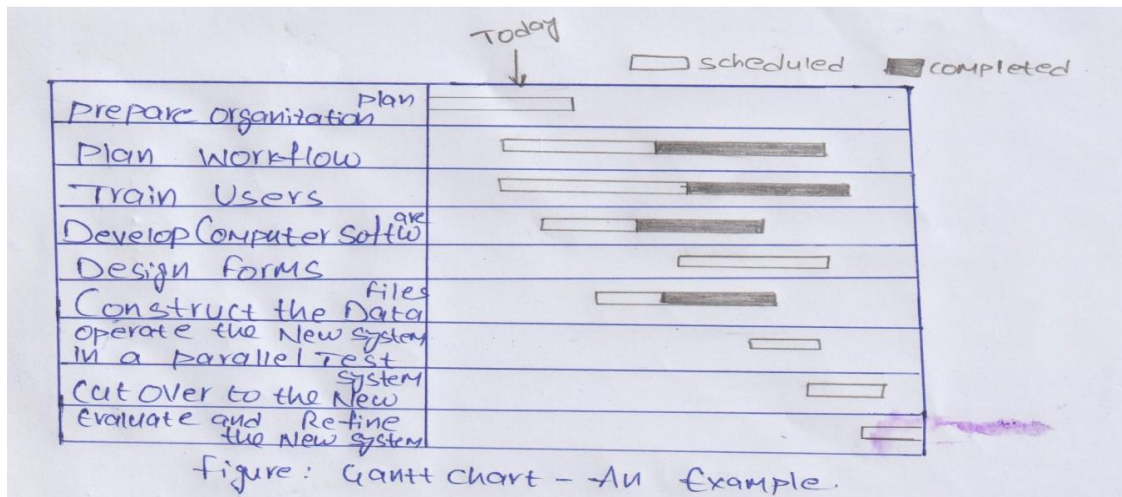 Today
scheduled
completed
Prepare organization plan
Plan Workflow
Train Users
Develop Computer Software
Design Forms
Construct the Data files
operate the New system
in a parallel Test
Cut Over to the New system
Evaluate and Refine
the New system
Figure: Gantt Chart - An Example.